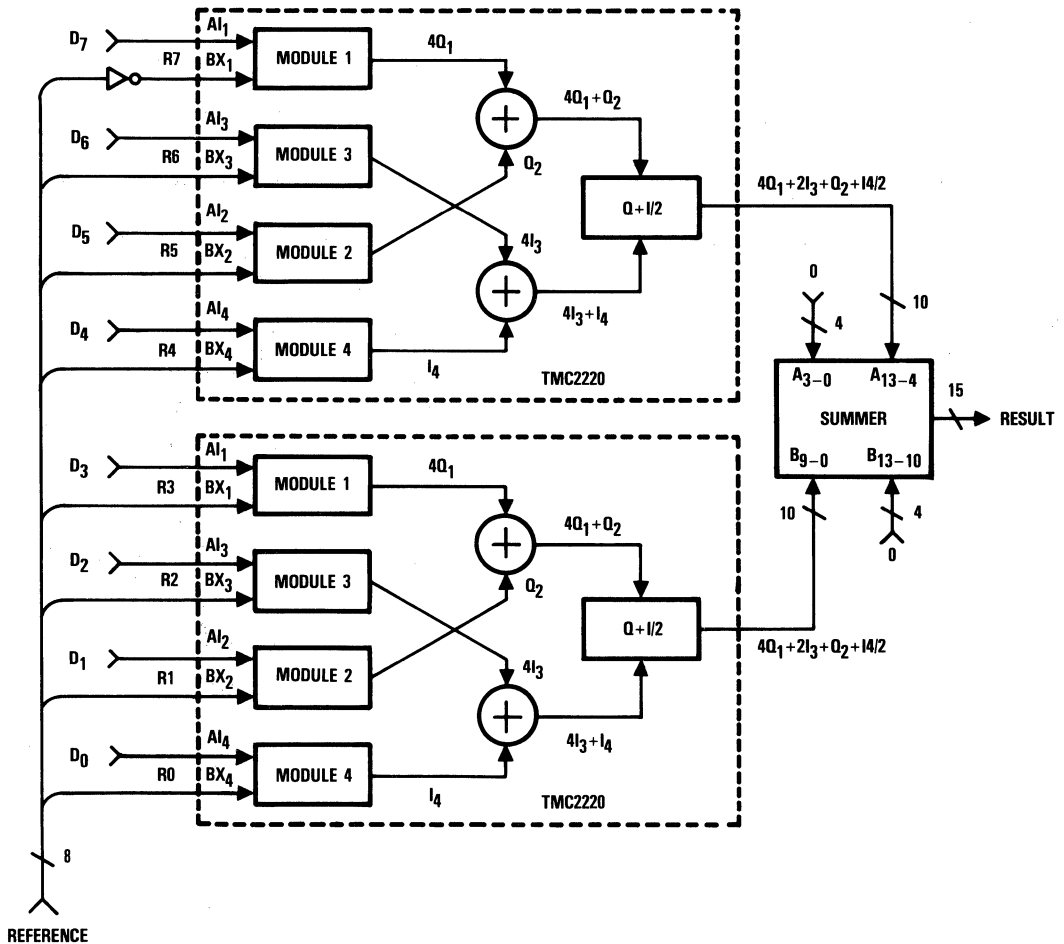 D7
AI1
R7
BX1
MODULE 1
4Q1
D6
AI3
R6
BX3
MODULE 3
4Q1+Q2
Q2
Q+I/2
4Q1+2I3+Q2+I4/2
D5
AI2
R5
BX2
MODULE 2
4I3
D4
AI4
R4
BX4
MODULE 4
I4
4I3+I4
TMC2220
0
4
10
A3–0
A13–4
SUMMER
B9–0
B13–10
15
RESULT
10
4
0
D3
AI1
R3
BX1
MODULE 1
4Q1
D2
AI3
R2
BX3
MODULE 3
4Q1+Q2
Q2
Q+I/2
4Q1+2I3+Q2+I4/2
D1
AI2
R1
BX2
MODULE 2
4I3
D0
AI4
R0
BX4
MODULE 4
I4
4I3+I4
TMC2220
8
REFERENCE